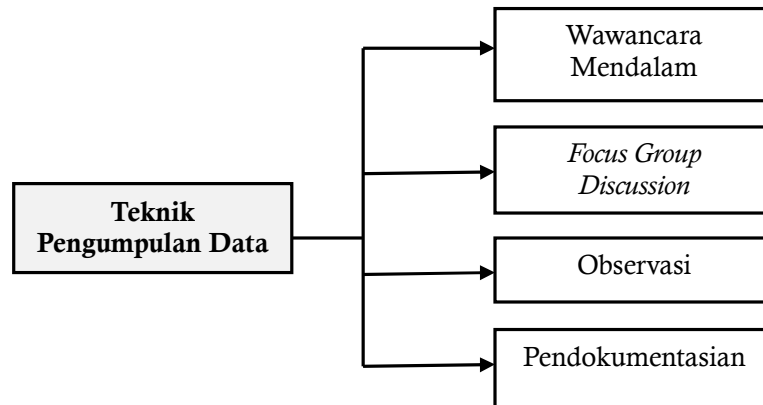 Wawancara
Mendalam
Focus Group
Discussion
Teknik
Pengumpulan Data
Observasi
Pendokumentasian